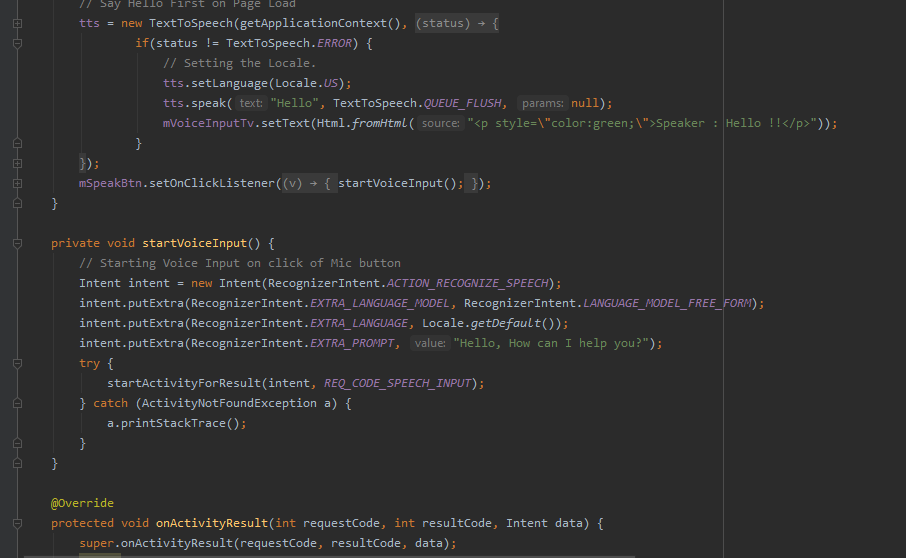 // Say Hello First on Page Load
tts = new TextToSpeech(getApplicationContext(), (status) → {
if(status != TextToSpeech.ERROR) {
// Setting the Locale.
tts.setLanguage(Locale.US);
tts.speak( text: "Hello", TextToSpeech.QUEUE_FLUSH, params: null);
mVoiceInputTv.setText(Html.fromHtml( source: "<p style=\"color:green;\">Speaker : Hello !!</p>"));
}
});
mSpeakBtn.setOnClickListener((v) → { startVoiceInput(); });
}
private void startVoiceInput() {
// Starting Voice Input on click of Mic button
Intent intent = new Intent(RecognizerIntent.ACTION_RECOGNIZE_SPEECH);
intent.putExtra(RecognizerIntent.EXTRA_LANGUAGE_MODEL, RecognizerIntent.LANGUAGE_MODEL_FREE_FORM);
intent.putExtra(RecognizerIntent.EXTRA_LANGUAGE, Locale.getDefault());
intent.putExtra(RecognizerIntent.EXTRA_PROMPT, value: "Hello, How can I help you?");
try {
startActivityForResult(intent, REQ_CODE_SPEECH_INPUT);
} catch (ActivityNotFoundException a) {
a.printStackTrace();
}
}
@Override
protected void onActivityResult(int requestCode, int resultCode, Intent data) {
super.onActivityResult(requestCode, resultCode, data);